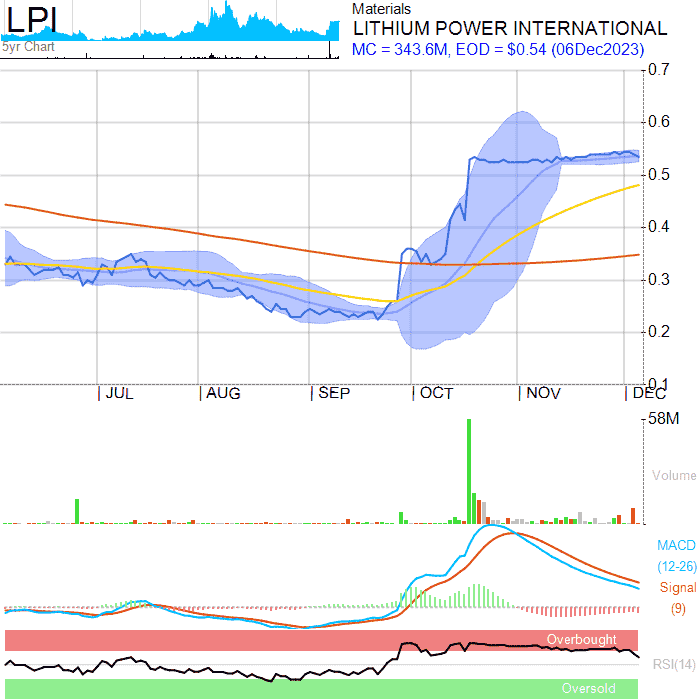 LPI
5yr Chart
Materials
LITHIUM POWER INTERNATIONAL
MC = 343.6M, EOD = $0.54 (06Dec2023)
0.7
0.6
0.5
0.4
0.3
0.2
0.1
JUL
AUG
SEP
OCT
NOV
DEC
58M
Volume
MACD
(12-26)
Signal
(9)
Overbought
RSI(14)
Oversold